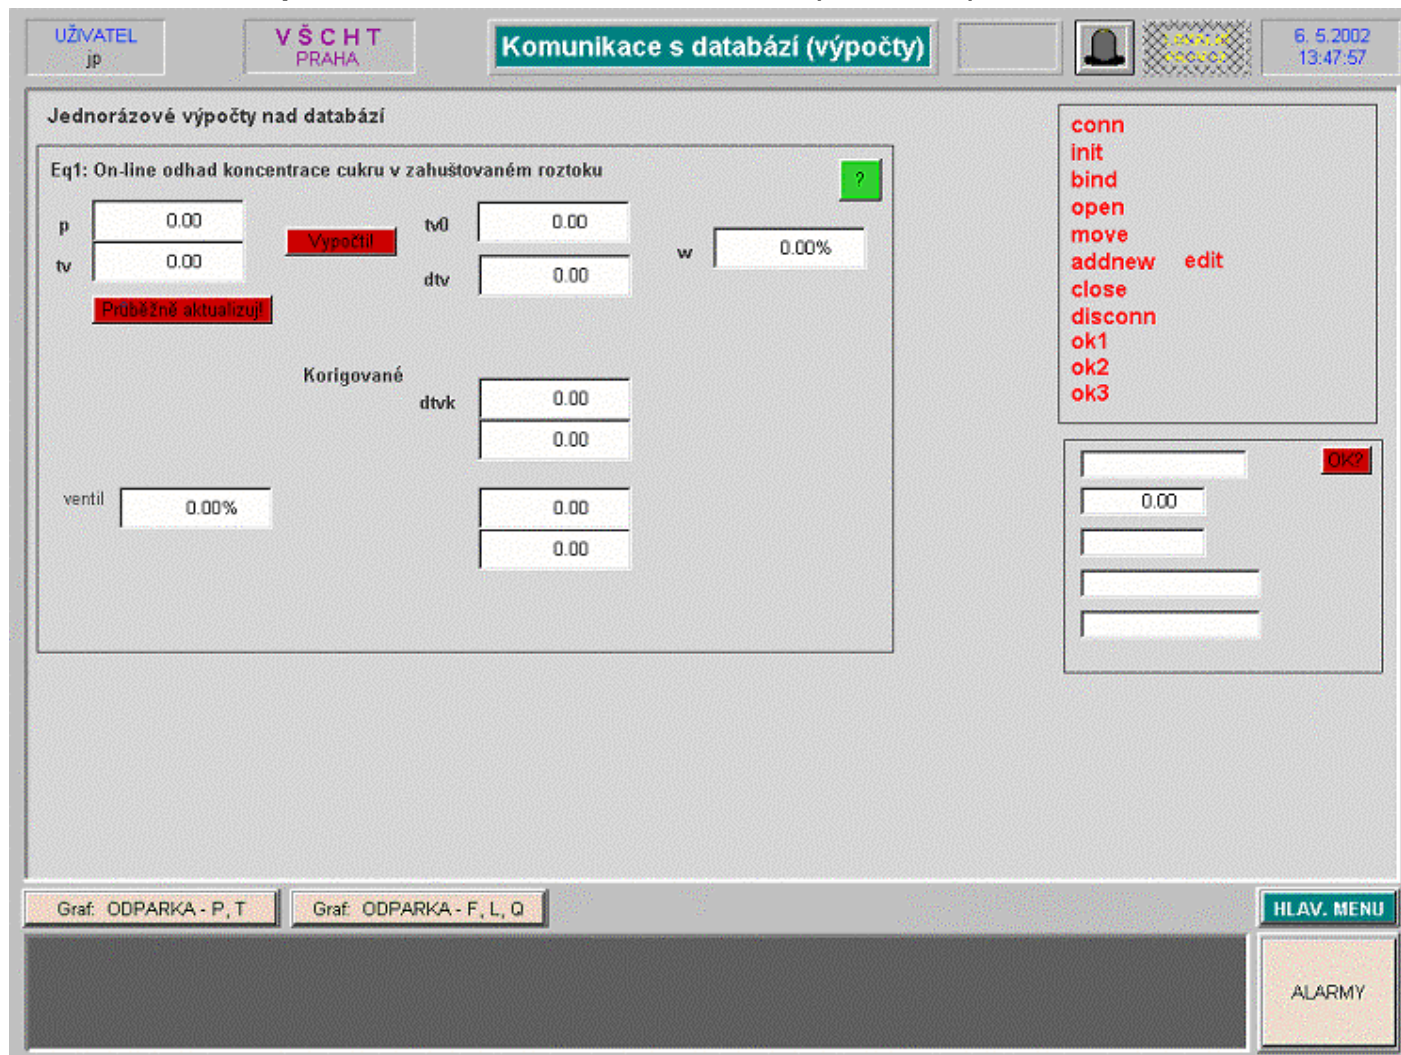 UŽIVATEL
jp
VŠCHT
PRAHA
Komunikace s databází (výpočty)
6. 5.2002
13:47:57
Jednorázové výpočty nad databází
Eq1: On-line odhad koncentrace cukru v zahušťovaném roztoku
?
p 0.00
tv 0.00
Vypočti!
Průběžně aktualizuj!
tv0 0.00
dtv 0.00
w 0.00%
Korigované
dtvk 0.00
0.00
ventil 0.00%
0.00
0.00
conn
init
bind
open
move
addnew edit
close
disconn
ok1
ok2
ok3
OK?
0.00
Graf: ODPARKA - P, T
Graf: ODPARKA - F, L, Q
HLAV. MENU
ALARMY